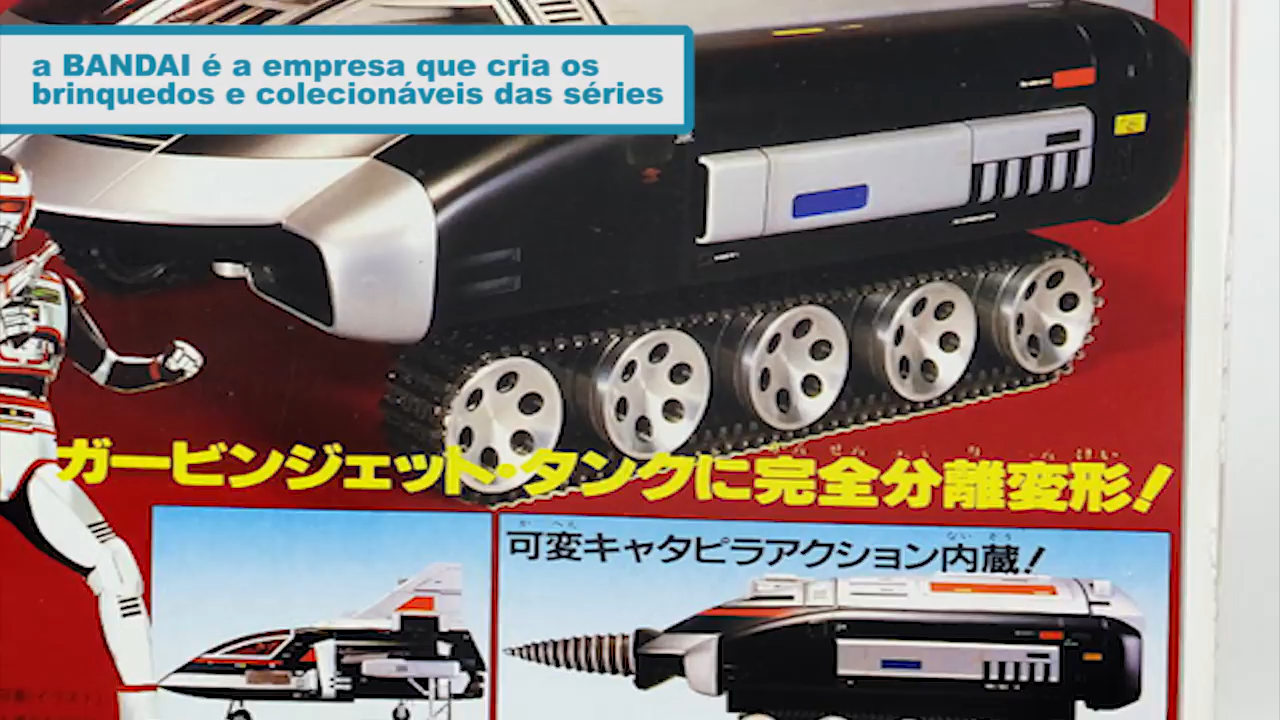 a BANDAI é a empresa que cria os
brinquedos e colecionáveis das séries
ガービンジェット・タンクに完全分離変形!
可変キャタピラアクション内蔵!